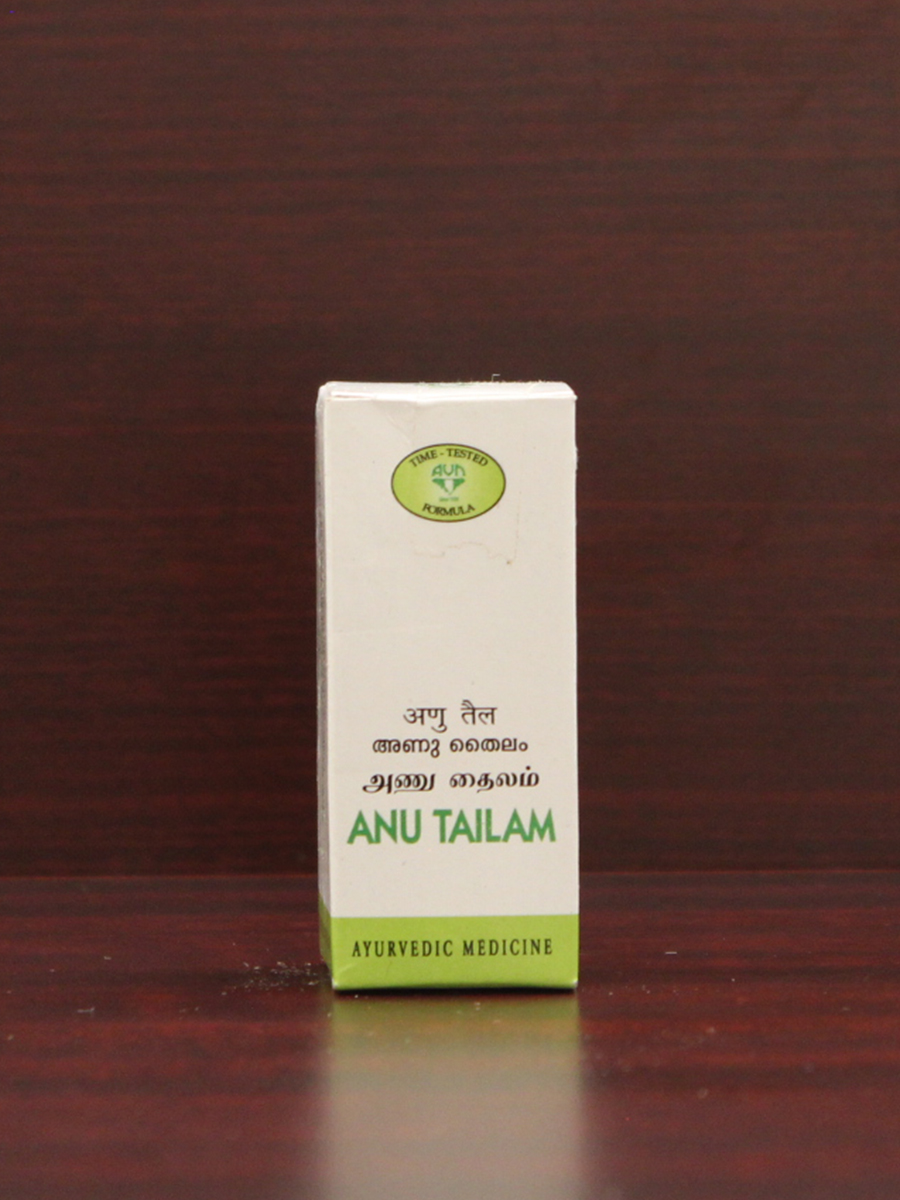 TIME - TESTED
AVN
FORMULA
अणु तैल
അണു തൈലം
அணு தைலம்
ANU TAILAM
AYURVEDIC MEDICINE